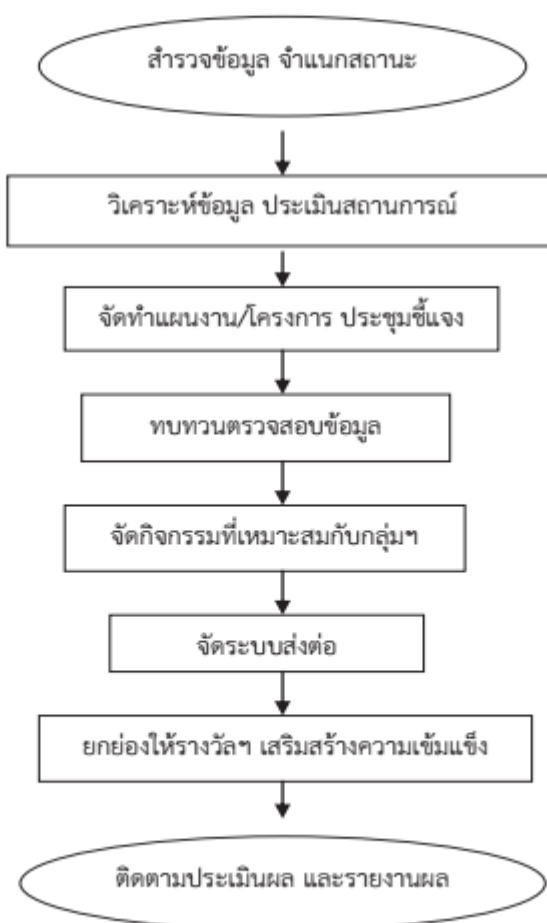 สำรวจข้อมูล จำแนกสถานะ
วิเคราะห์ข้อมูล ประเมินสถานการณ์
จัดทำแผนงาน/โครงการ ประชุมชี้แจง
ทบทวนตรวจสอบข้อมูล
จัดกิจกรรมที่เหมาะสมกับกลุ่มฯ
จัดระบบส่งต่อ
ยกย่องให้รางวัลฯ เสริมสร้างความเข้มแข็ง
ติดตามประเมินผล และรายงานผล